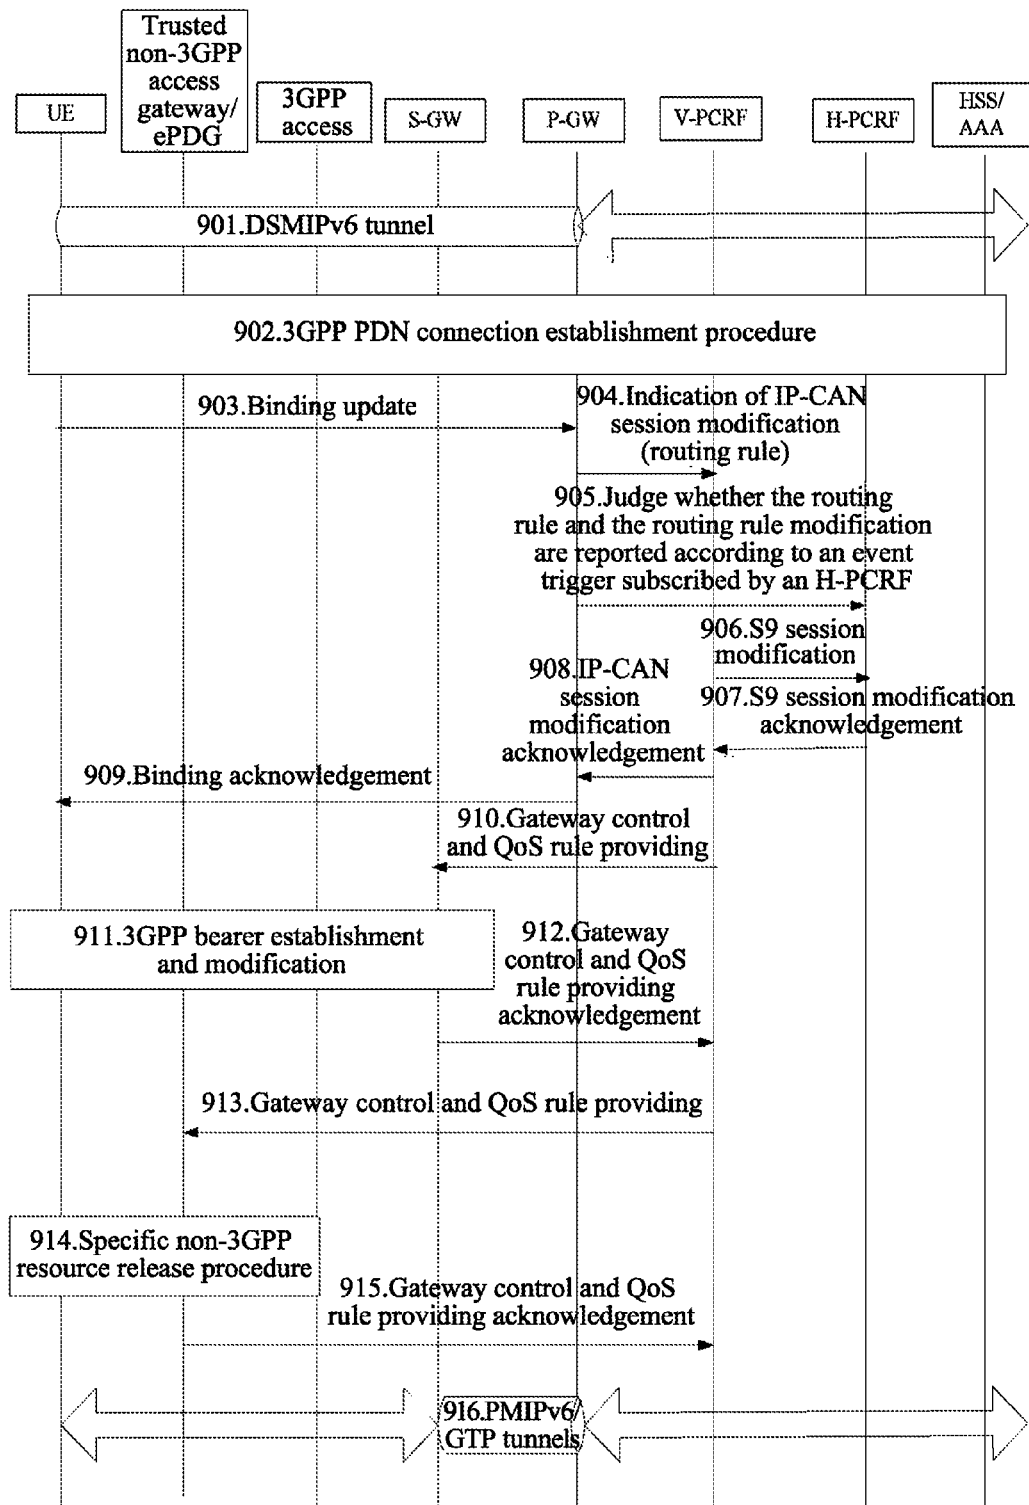 Trusted
non-3GPP
access
gateway/
ePDG
UE
3GPP
access
S-GW
P-GW
V-PCRF
H-PCRF
HSS/
AAA
901.DSMIPv6 tunnel
902.3GPP PDN connection establishment procedure
903.Binding update
904.Indication of IP-CAN
session modification
(routing rule)
905.Judge whether the routing
rule and the routing rule modification
are reported according to an event
trigger subscribed by an H-PCRF
906.S9 session
modification
907.S9 session modification
acknowledgement
908.IP-CAN
session
modification
acknowledgement
909.Binding acknowledgement
910.Gateway control
and QoS rule providing
911.3GPP bearer establishment
and modification
912.Gateway
control and QoS
rule providing
acknowledgement
913.Gateway control and QoS rule providing
914.Specific non-3GPP
resource release procedure
915.Gateway control and QoS
rule providing acknowledgement
916.PMIPv6/
GTP tunnels